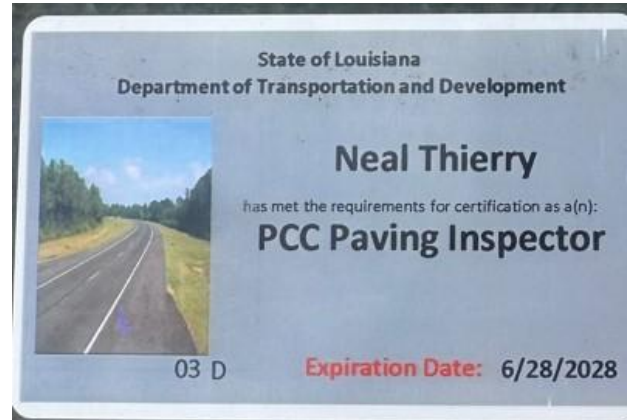 State of Louisiana
Department of Transportation and Development
Neal Thierry
has met the requirements for certification as a(n):
PCC Paving Inspector
03 D
Expiration Date: 6/28/2028